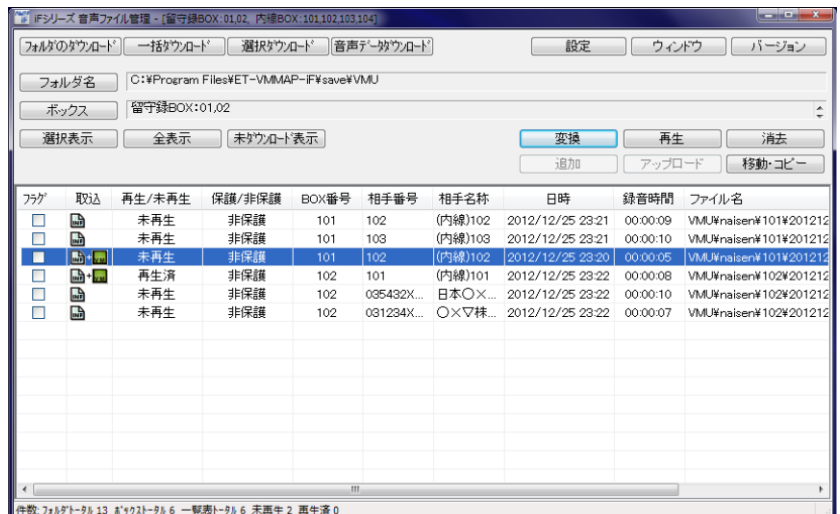 iFシリーズ 音声ファイル管理 - [留守録BOX:01,02, 内線BOX:101,102,103,104]
ﾌｫﾙﾀﾞのﾀﾞｳﾝﾛｰﾄﾞ 一括ﾀﾞｳﾝﾛｰﾄﾞ 選択ﾀﾞｳﾝﾛｰﾄﾞ 音声ﾃﾞｰﾀﾀﾞｳﾝﾛｰﾄﾞ 設定 ウィンドウ バージョン
フォルダ名 C:¥Program Files¥ET-VMMAP-iF¥save¥VMU
ボックス 留守録BOX:01,02
選択表示 全表示 未ﾀﾞｳﾝﾛｰﾄﾞ表示 変換 再生 消去
追加 アップロード 移動・コピー
ﾌﾗｸﾞ 取込 再生/未再生 保護/非保護 BOX番号 相手番号 相手名称 日時 録音時間 ファイル名
未再生 非保護 101 102 (内線)102 2012/12/25 23:21 00:00:09 VMU¥naisen¥101¥201212
未再生 非保護 101 103 (内線)103 2012/12/25 23:21 00:00:10 VMU¥naisen¥101¥201212
未再生 非保護 101 102 (内線)102 2012/12/25 23:20 00:00:05 VMU¥naisen¥101¥201212
再生済 非保護 102 101 (内線)101 2012/12/25 23:22 00:00:08 VMU¥naisen¥102¥201212
未再生 非保護 102 035432X... 日本○×... 2012/12/25 23:22 00:00:10 VMU¥naisen¥102¥201212
未再生 非保護 102 031234X... ○×▽株... 2012/12/25 23:22 00:00:07 VMU¥naisen¥102¥201212
件数: ﾌｫﾙﾀﾞﾄｰﾀﾙ 13 ﾎﾞｯｸｽﾄｰﾀﾙ 6 一覧表ﾄｰﾀﾙ 6 未再生 2 再生済 0